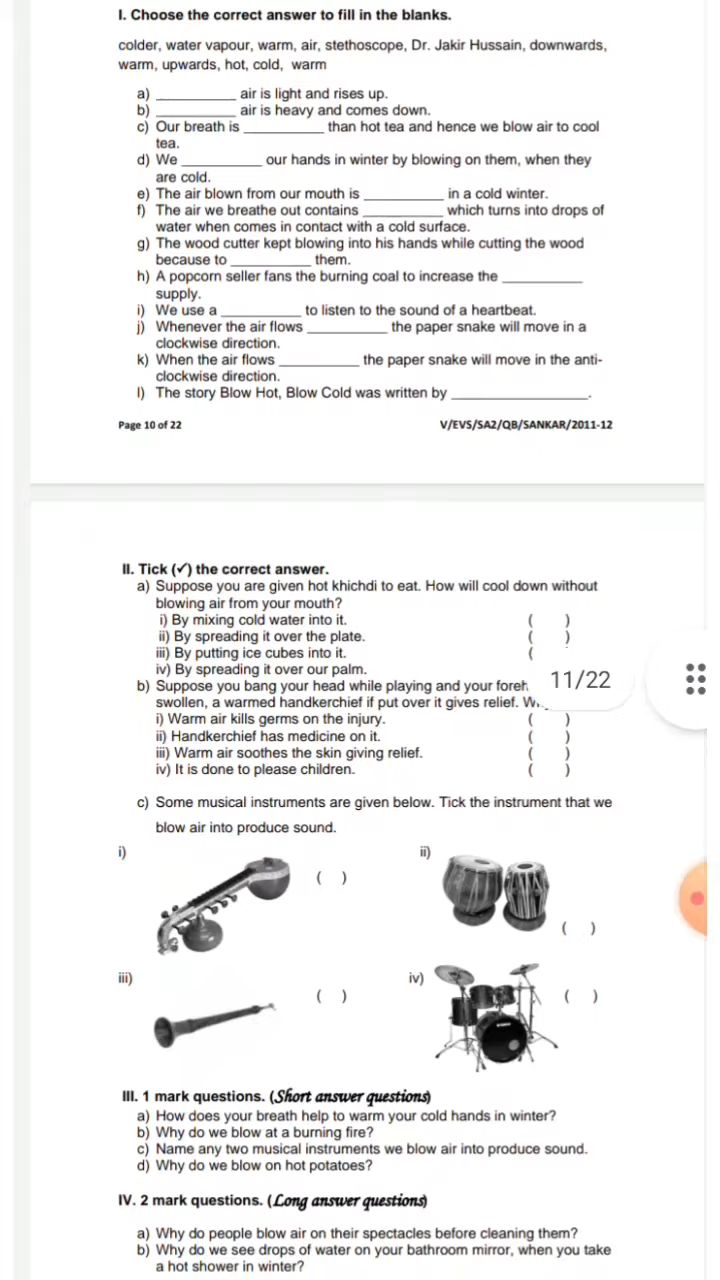 I. Choose the correct answer to fill in the blanks.
colder, water vapour, warm, air, stethoscope, Dr. Jakir Hussain, downwards,
warm, upwards, hot, cold, warm
a) __________ air is light and rises up.
b) __________ air is heavy and comes down.
c) Our breath is __________ than hot tea and hence we blow air to cool
tea.
d) We __________ our hands in winter by blowing on them, when they
are cold.
e) The air blown from our mouth is __________ in a cold winter.
f) The air we breathe out contains __________ which turns into drops of
water when comes in contact with a cold surface.
g) The wood cutter kept blowing into his hands while cutting the wood
because to __________ them.
h) A popcorn seller fans the burning coal to increase the __________
supply.
i) We use a __________ to listen to the sound of a heartbeat.
j) Whenever the air flows __________ the paper snake will move in a
clockwise direction.
k) When the air flows __________ the paper snake will move in the anti-
clockwise direction.
l) The story Blow Hot, Blow Cold was written by _________________.
Page 10 of 22 V/EVS/SA2/QB/SANKAR/2011-12
II. Tick (✓) the correct answer.
a) Suppose you are given hot khichdi to eat. How will cool down without
blowing air from your mouth?
i) By mixing cold water into it. ( )
ii) By spreading it over the plate. ( )
iii) By putting ice cubes into it. (
iv) By spreading it over our palm.
11/22
b) Suppose you bang your head while playing and your
swollen, a warmed handkerchief if put over it gives relief.
i) Warm air kills germs on the injury. ( )
ii) Handkerchief has medicine on it. ( )
iii) Warm air soothes the skin giving relief. ( )
iv) It is done to please children. ( )
c) Some musical instruments are given below. Tick the instrument that we
blow air into produce sound.
i) ( ) ii) ( )
iii) ( ) iv) ( )
III. 1 mark questions. (Short answer questions)
a) How does your breath help to warm your cold hands in winter?
b) Why do we blow at a burning fire?
c) Name any two musical instruments we blow air into produce sound.
d) Why do we blow on hot potatoes?
IV. 2 mark questions. (Long answer questions)
a) Why do people blow air on their spectacles before cleaning them?
b) Why do we see drops of water on your bathroom mirror, when you take
a hot shower in winter?